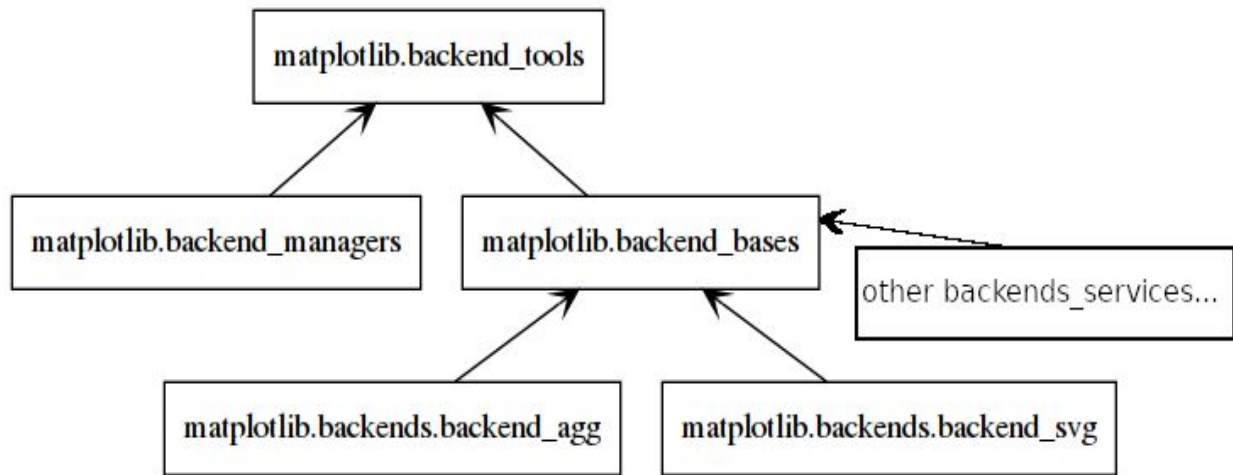 matplotlib.backend_tools
matplotlib.backend_managers
matplotlib.backend_bases
other backends_services...
matplotlib.backends.backend_agg
matplotlib.backends.backend_svg